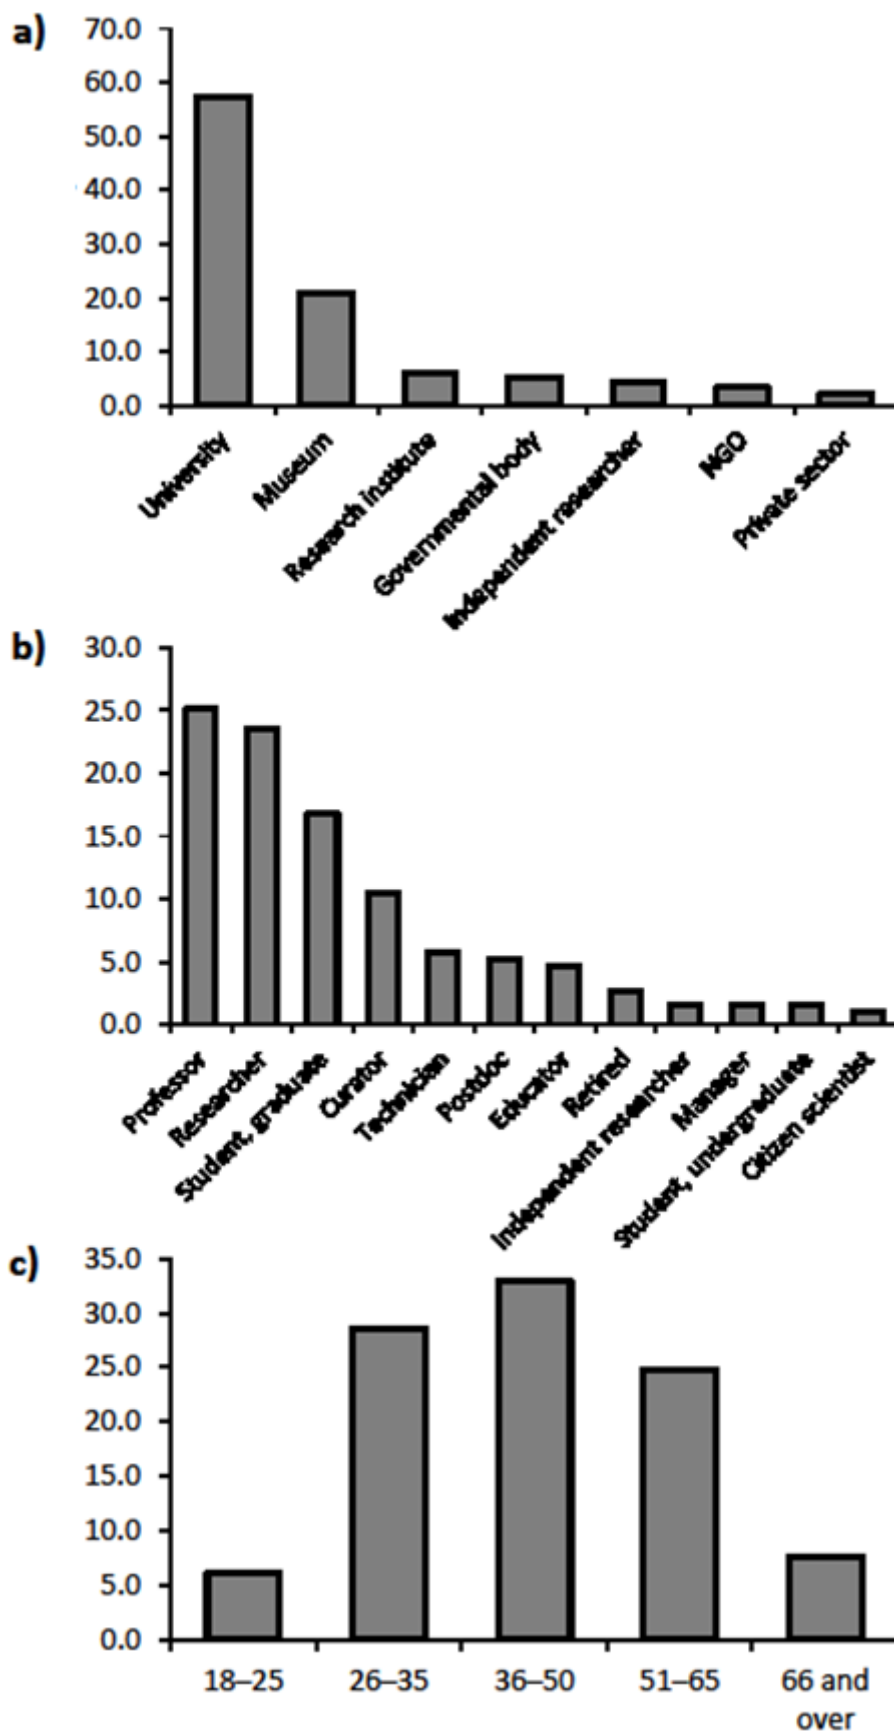 a)
70.0
60.0
50.0
40.0
30.0
20.0
10.0
0.0
University
Museum
Research institute
Governmental body
Independent researcher
NGO
Private sector
b)
30.0
25.0
20.0
15.0
10.0
5.0
0.0
Professor
Researcher
Student, graduate
Curator
Technician
Postdoc
Educator
Retired
Independent researcher
Manager
Student, undergraduate
Citizen scientist
c)
35.0
30.0
25.0
20.0
15.0
10.0
5.0
0.0
18–25
26–35
36–50
51–65
66 and
over